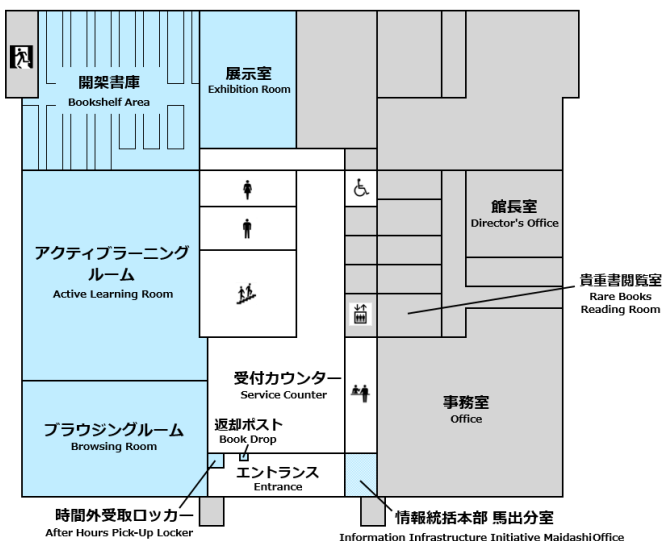 開架書庫
Bookshelf Area
展示室
Exhibition Room
館長室
Director's Office
アクティブラーニング
ルーム
Active Learning Room
貴重書閲覧室
Rare Books
Reading Room
受付カウンター
Service Counter
事務室
Office
ブラウジングルーム
Browsing Room
返却ポスト
Book Drop
エントランス
Entrance
時間外受取ロッカー
After Hours Pick-Up Locker
情報統括本部 馬出分室
Information Infrastructure Initiative MaidashiOffice